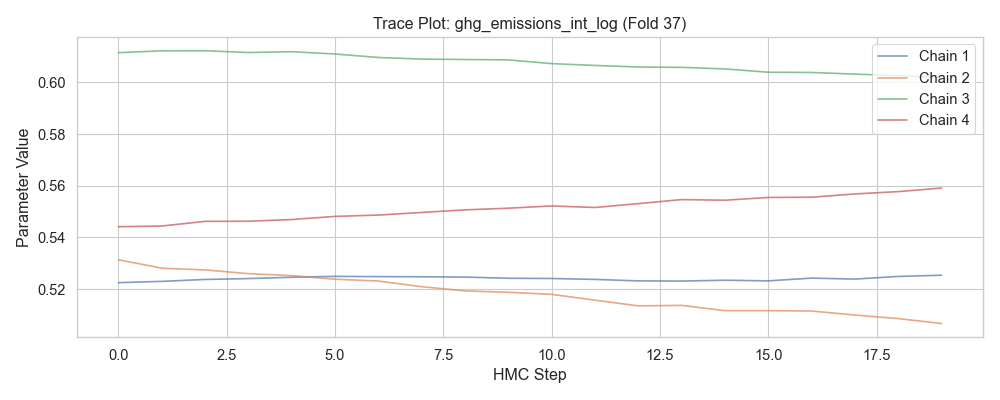 Trace Plot: ghg_emissions_int_log (Fold 37)
Parameter Value
0.60
0.58
0.56
0.54
0.52
Chain 1
Chain 2
Chain 3
Chain 4
0.0 2.5 5.0 7.5 10.0 12.5 15.0 17.5
HMC Step